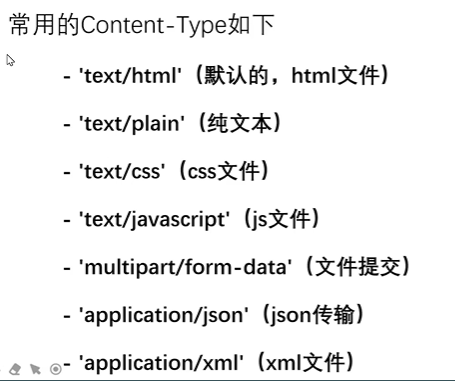 常用的Content-Type如下
- 'text/html'（默认的，html文件）
- 'text/plain'（纯文本）
- 'text/css'（css文件）
- 'text/javascript'（js文件）
- 'multipart/form-data'（文件提交）
- 'application/json'（json传输）
- 'application/xml'（xml文件）